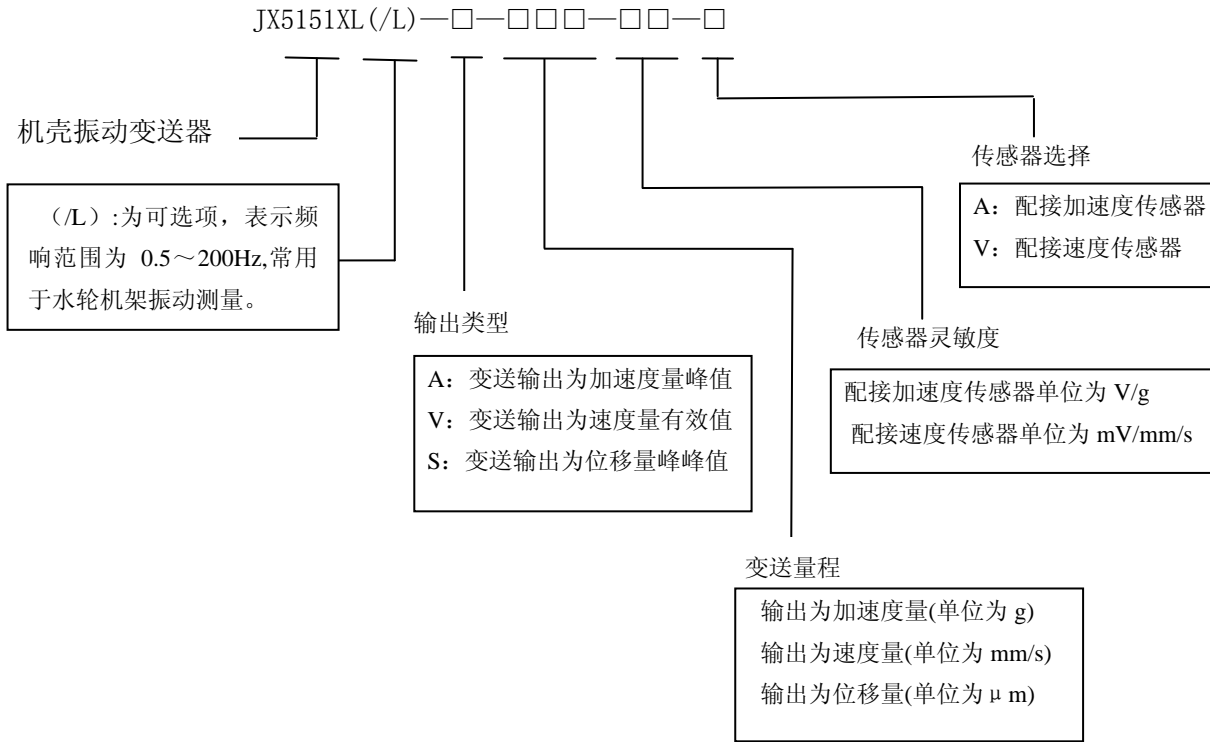 JX5151XL(/L)—□—□□□—□□—□
机壳振动变送器
（/L）:为可选项，表示频
响范围为 0.5～200Hz,常用
于水轮机架振动测量。
传感器选择
A：配接加速度传感器
V：配接速度传感器
输出类型
A：变送输出为加速度量峰值
V：变送输出为速度量有效值
S：变送输出为位移量峰峰值
传感器灵敏度
配接加速度传感器单位为 V/g
配接速度传感器单位为 mV/mm/s
变送量程
输出为加速度量(单位为 g)
输出为速度量(单位为 mm/s)
输出为位移量(单位为μm)